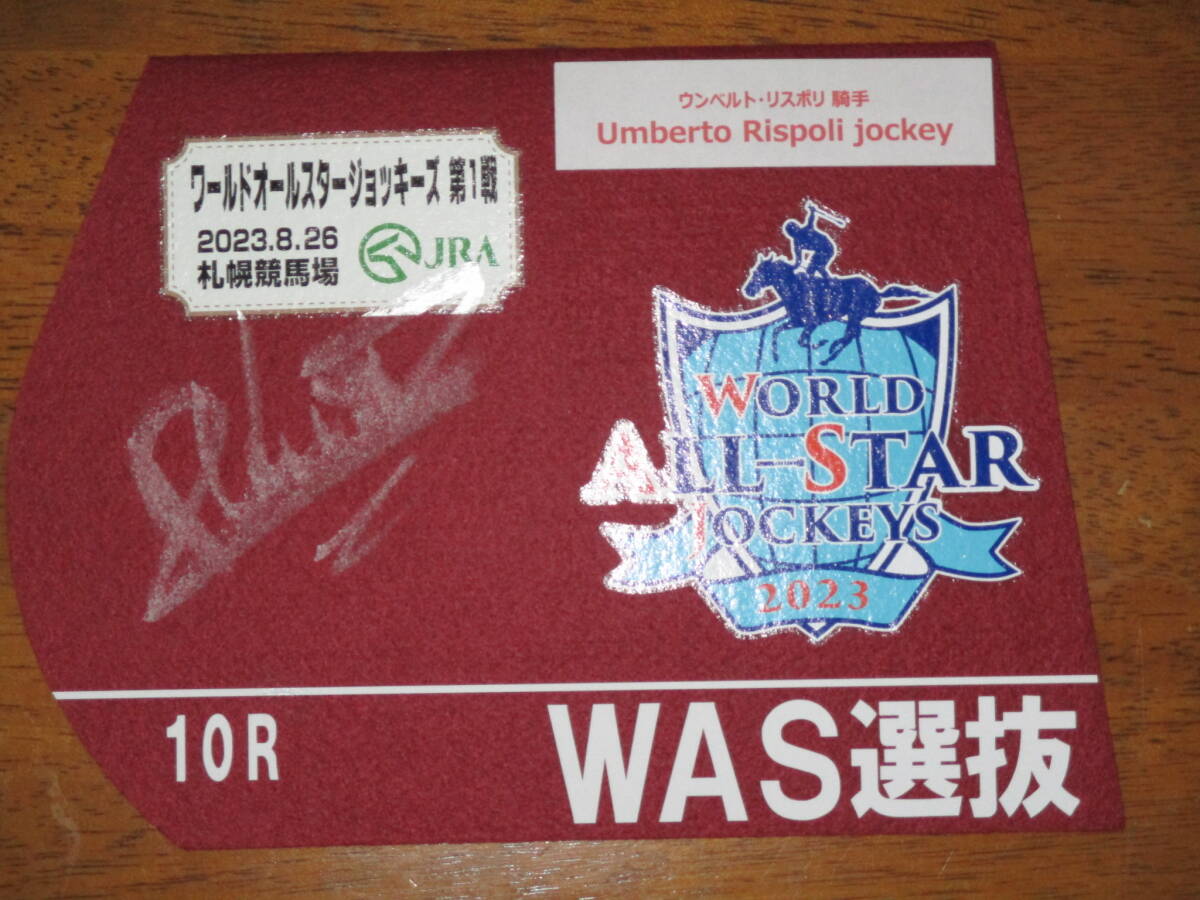 ウンベルト・リスポリ 騎手
Umberto Rispoli jockey
ワールドオールスタージョッキーズ 第1戦
2023.8.26
札幌競馬場
JRA
WORLD
ALL-STAR
JOCKEYS
2023
10R
WAS選抜